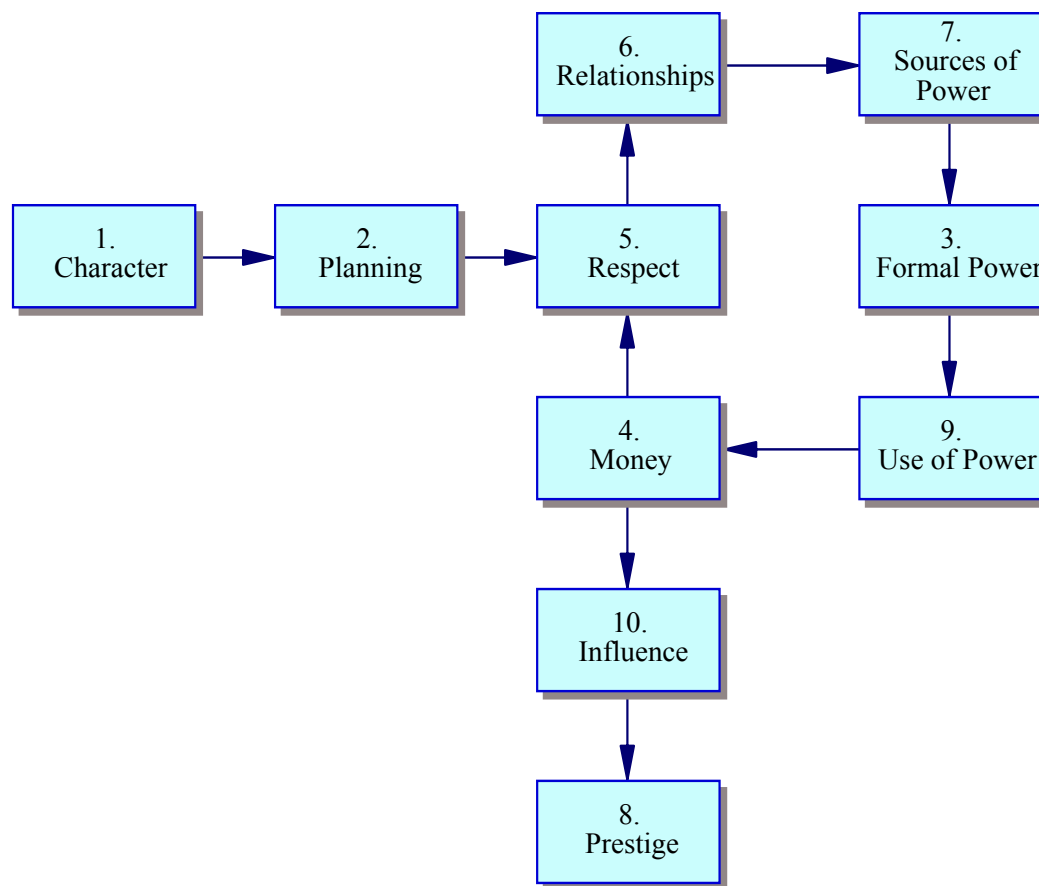 6.
Relationships
7.
Sources of
Power
1.
Character
2.
Planning
5.
Respect
3.
Formal Power
4.
Money
9.
Use of Power
10.
Influence
8.
Prestige